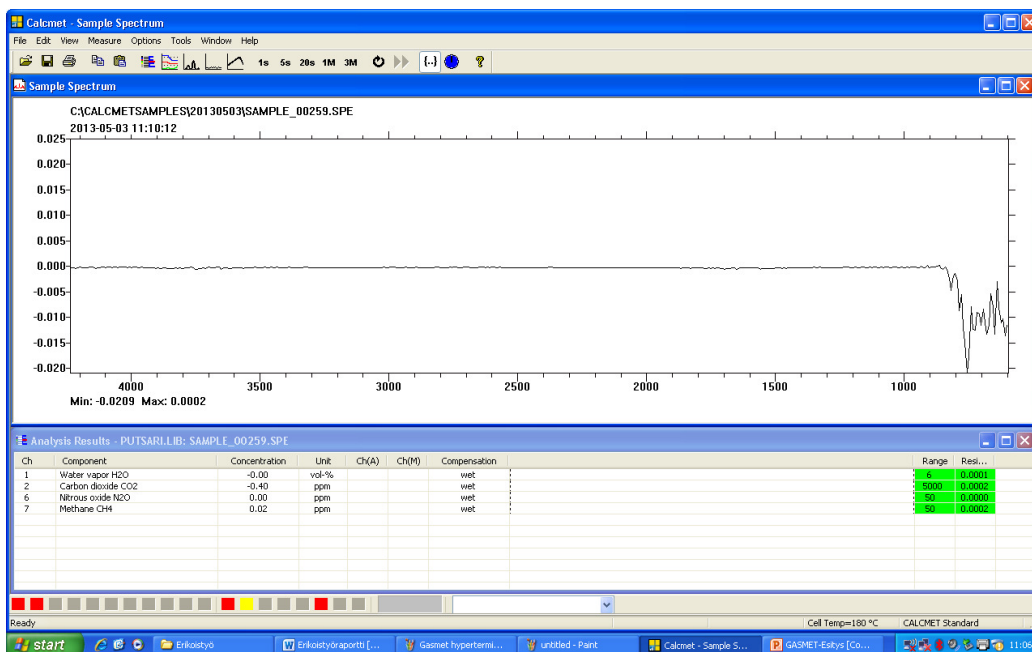 Calcmet - Sample Spectrum
File Edit View Measure Options Tools Window Help
1s 5s 20s 1M 3M {..} ?
Sample Spectrum
C:\CALCMETSAMPLES\20130503\SAMPLE_00259.SPE
2013-05-03 11:10:12
0.025
0.020
0.015
0.010
0.005
0.000
-0.005
-0.010
-0.015
-0.020
4000 3500 3000 2500 2000 1500 1000
Min: -0.0209 Max: 0.0002
Analysis Results - PUTSARI.LIB: SAMPLE_00259.SPE
Ch Component Concentration Unit Ch(A) Ch(M) Compensation Range Resi...
1 Water vapor H2O -0.00 vol-% wet 6 0.0001
2 Carbon dioxide CO2 -0.40 ppm wet 5000 0.0002
6 Nitrous oxide N2O 0.00 ppm wet 50 0.0000
7 Methane CH4 0.02 ppm wet 50 0.0002
Ready Cell Temp=180 °C CALCMET Standard
start Erikoistyö Erikoistyöraportti [... Gasmet hypertermi... untitled - Paint Calcmet - Sample S... GASMET-Esitys [Co... 11:06